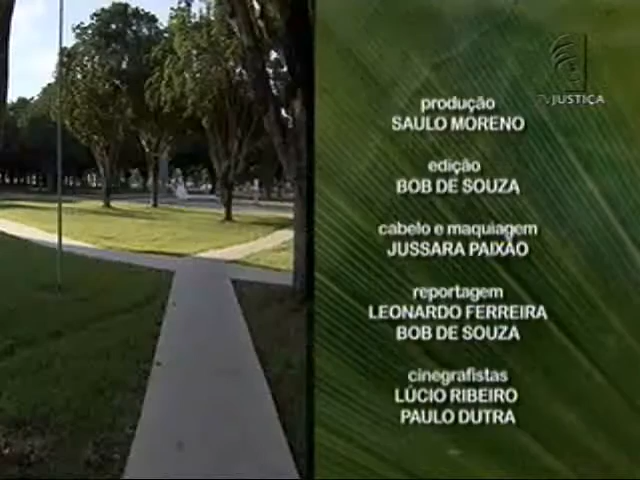 TV JUSTIÇA
produção
SAULO MORENO
edição
BOB DE SOUZA
cabelo e maquiagem
JUSSARA PAIXÃO
reportagem
LEONARDO FERREIRA
BOB DE SOUZA
cinegrafistas
LÚCIO RIBEIRO
PAULO DUTRA